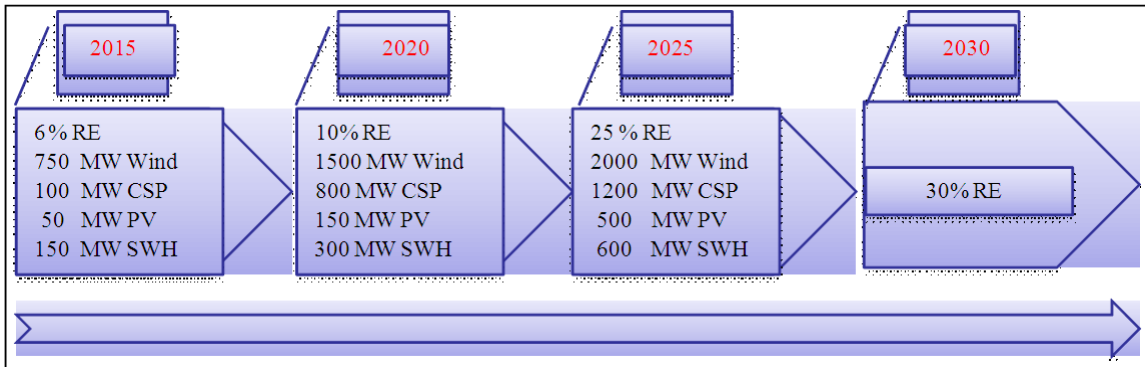 2015
6% RE
750 MW Wind
100 MW CSP
50 MW PV
150 MW SWH
2020
10% RE
1500 MW Wind
800 MW CSP
150 MW PV
300 MW SWH
2025
25 % RE
2000 MW Wind
1200 MW CSP
500 MW PV
600 MW SWH
2030
30% RE